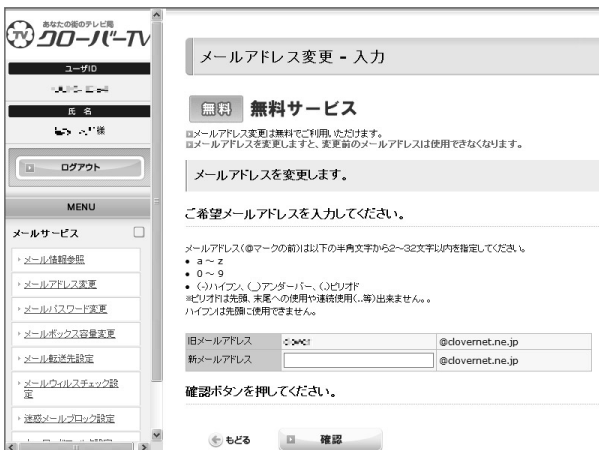 あなたの街のテレビ局
クローバーTV
ユーザID
氏 名
様
ログアウト
MENU
メールサービス
メール情報参照
メールアドレス変更
メールパスワード変更
メールボックス容量変更
メール転送先設定
メールウィルスチェック設
定
迷惑メールブロック設定
メールアドレス変更 - 入力
無料 無料サービス
メールアドレス変更は無料でご利用いただけます。
メールアドレスを変更しますと、変更前のメールアドレスは使用できなくなります。
メールアドレスを変更します。
ご希望メールアドレスを入力してください。
メールアドレス(@マークの前)は以下の半角文字から2～32文字以内を指定してください。
• a～z
• 0～9
• (-)ハイフン、(_)アンダーバー、(.)ピリオド
※ピリオドは先頭、末尾への使用や連続使用(..等)出来ません。。
ハイフンは先頭に使用できません。
旧メールアドレス @clovernet.ne.jp
新メールアドレス @clovernet.ne.jp
確認ボタンを押してください。
もどる 確認